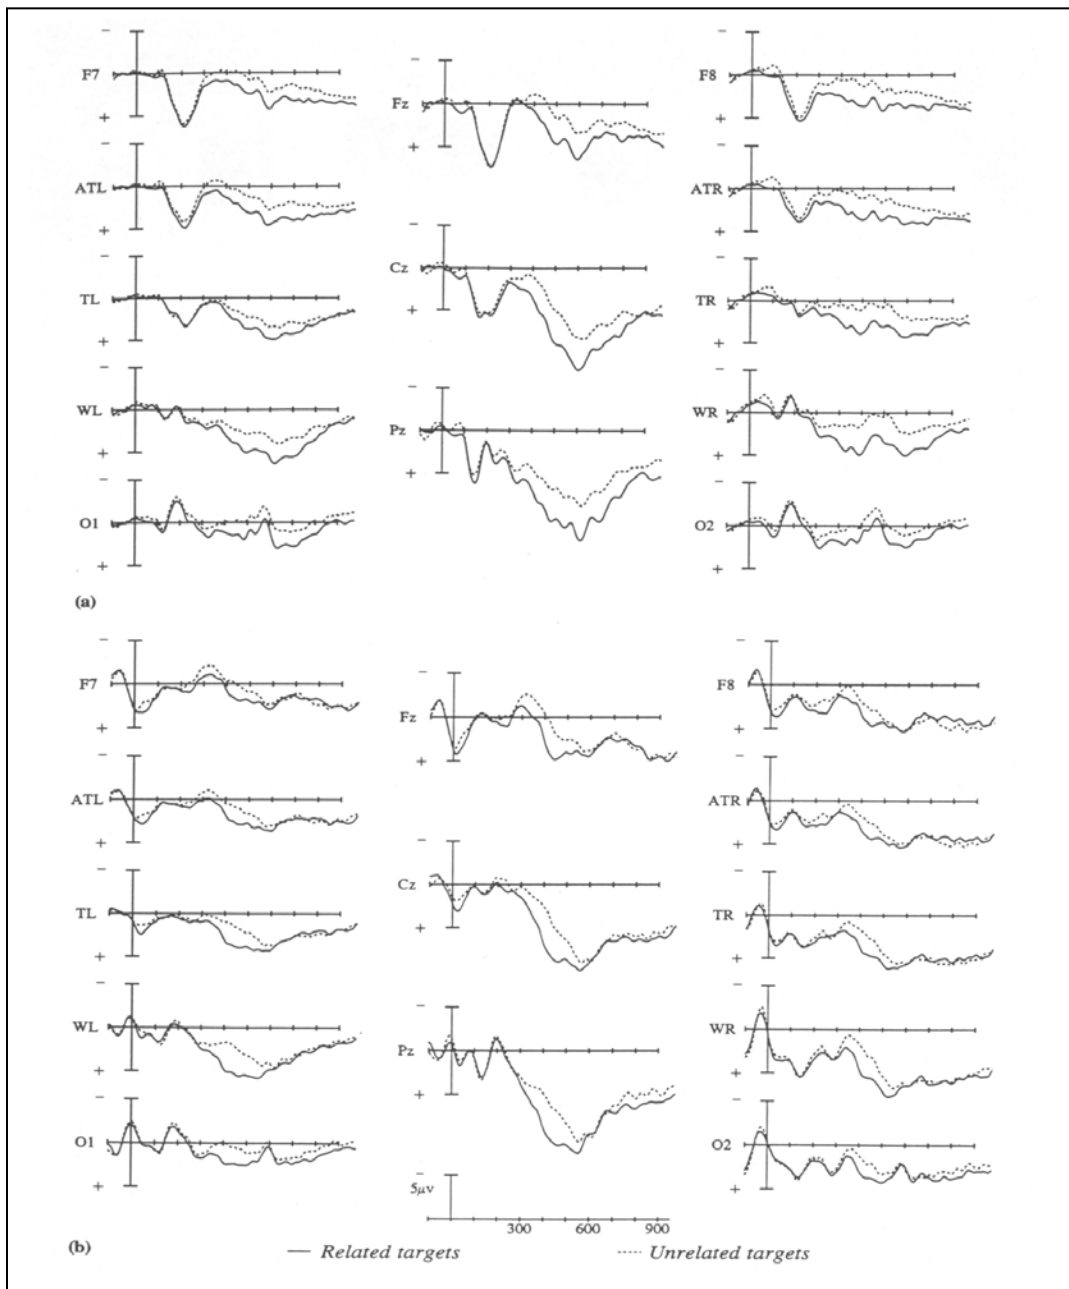 F7
Fz
F8
ATL
ATR
Cz
TL
TR
WL
Pz
WR
O1
O2
(a)
F7
Fz
F8
ATL
ATR
Cz
TL
TR
WL
Pz
WR
O1
O2
5μv
300 600 900
(b)
Related targets
Unrelated targets